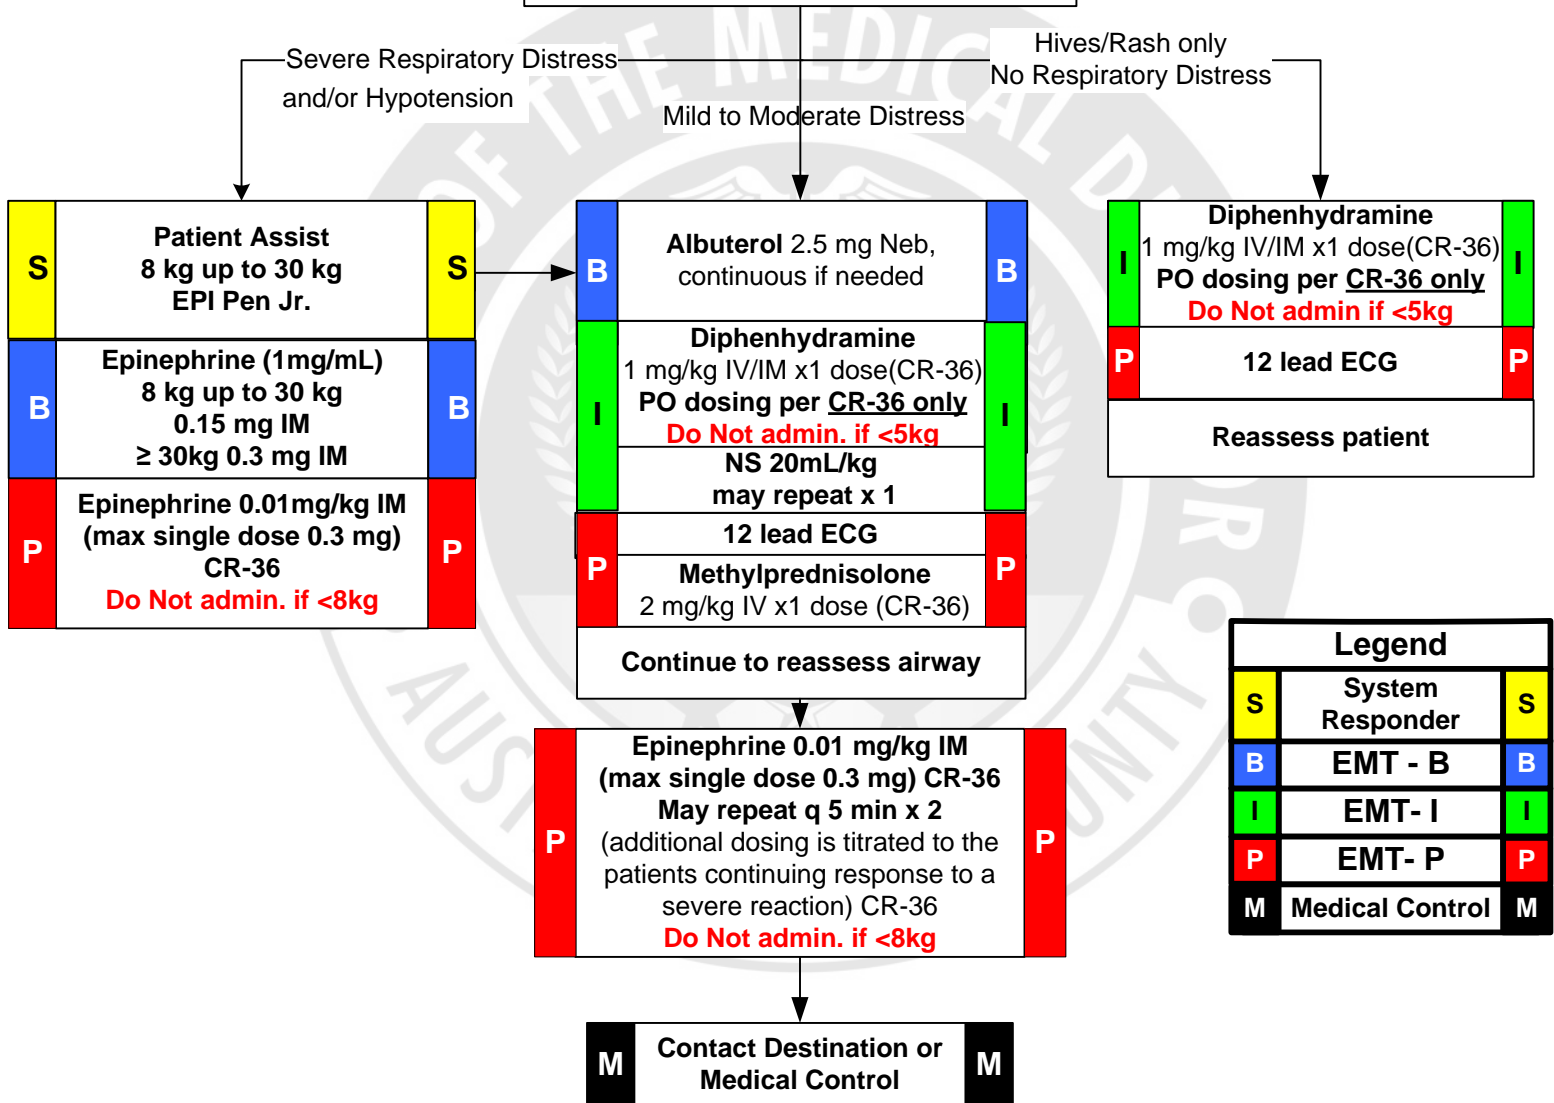 Severe Respiratory Distress
and/or Hypotension
Mild to Moderate Distress
Hives/Rash only
No Respiratory Distress
S
Patient Assist
8 kg up to 30 kg
EPI Pen Jr.
S
B
Epinephrine (1mg/mL)
8 kg up to 30 kg
0.15 mg IM
≥ 30kg 0.3 mg IM
B
P
Epinephrine 0.01mg/kg IM
(max single dose 0.3 mg)
CR-36
Do Not admin. if <8kg
P
B
Albuterol 2.5 mg Neb,
continuous if needed
B
I
Diphenhydramine
1 mg/kg IV/IM x1 dose(CR-36)
PO dosing per CR-36 only
Do Not admin. if <5kg
NS 20mL/kg
may repeat x 1
I
P
12 lead ECG
Methylprednisolone
2 mg/kg IV x1 dose (CR-36)
P
Continue to reassess airway
P
Epinephrine 0.01 mg/kg IM
(max single dose 0.3 mg) CR-36
May repeat q 5 min x 2
(additional dosing is titrated to the
patients continuing response to a
severe reaction) CR-36
Do Not admin. if <8kg
P
M
Contact Destination or
Medical Control
M
I
Diphenhydramine
1 mg/kg IV/IM x1 dose(CR-36)
PO dosing per CR-36 only
Do Not admin if <5kg
I
P
12 lead ECG
P
Reassess patient
Legend
S
System
Responder
S
B EMT - B B
I EMT- I I
P EMT- P P
M Medical Control M
OF THE MEDICAL